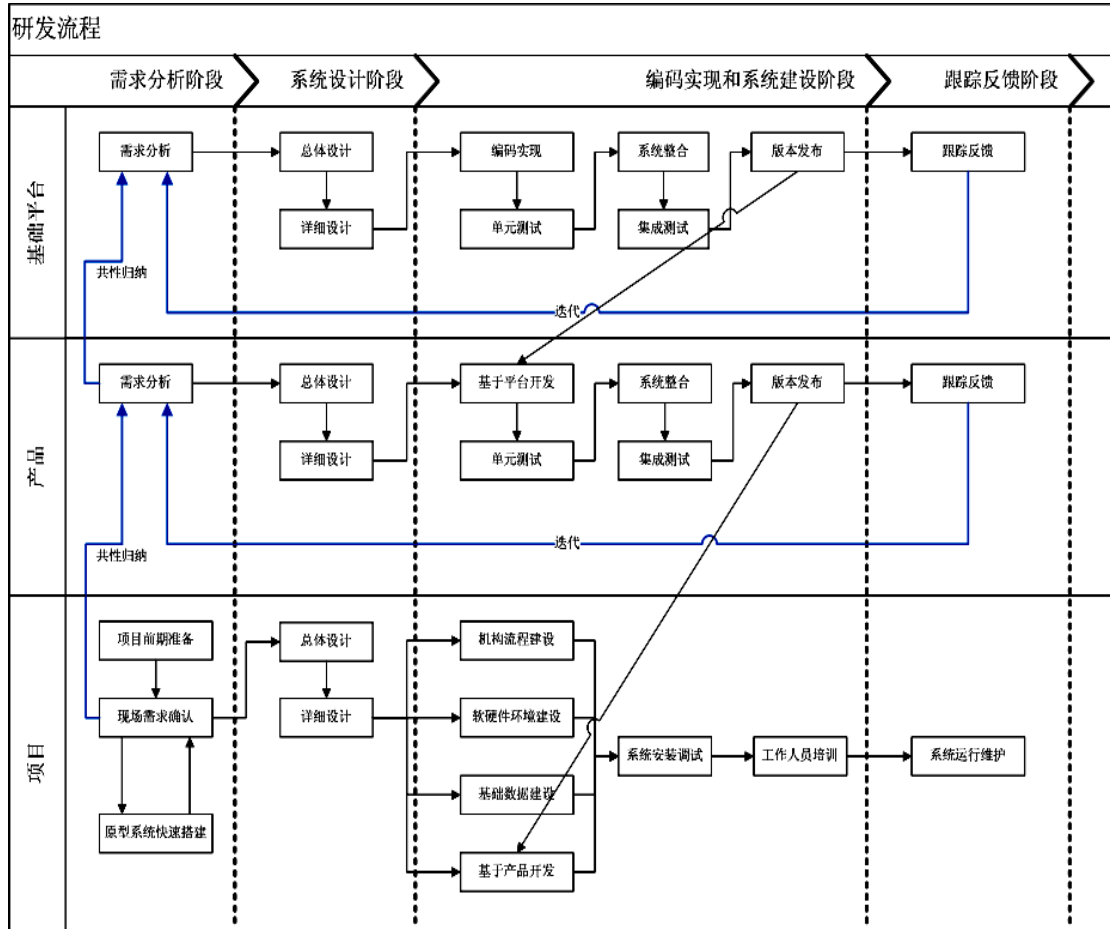 研发流程
需求分析阶段
系统设计阶段
编码实现和系统建设阶段
跟踪反馈阶段
基础平台
需求分析
总体设计
编码实现
系统整合
版本发布
跟踪反馈
详细设计
单元测试
集成测试
共性归纳
迭代
产品
需求分析
总体设计
基于平台开发
系统整合
版本发布
跟踪反馈
详细设计
单元测试
集成测试
共性归纳
迭代
项目
项目前期准备
总体设计
机构流程建设
现场需求确认
详细设计
软硬件环境建设
系统安装调试
工作人员培训
系统运行维护
基础数据建设
原型系统快速搭建
基于产品开发